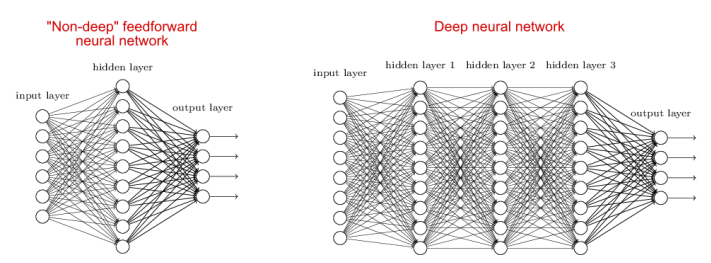 "Non-deep" feedforward
neural network
hidden layer
input layer
output layer
Deep neural network
hidden layer 1 hidden layer 2 hidden layer 3
input layer
output layer